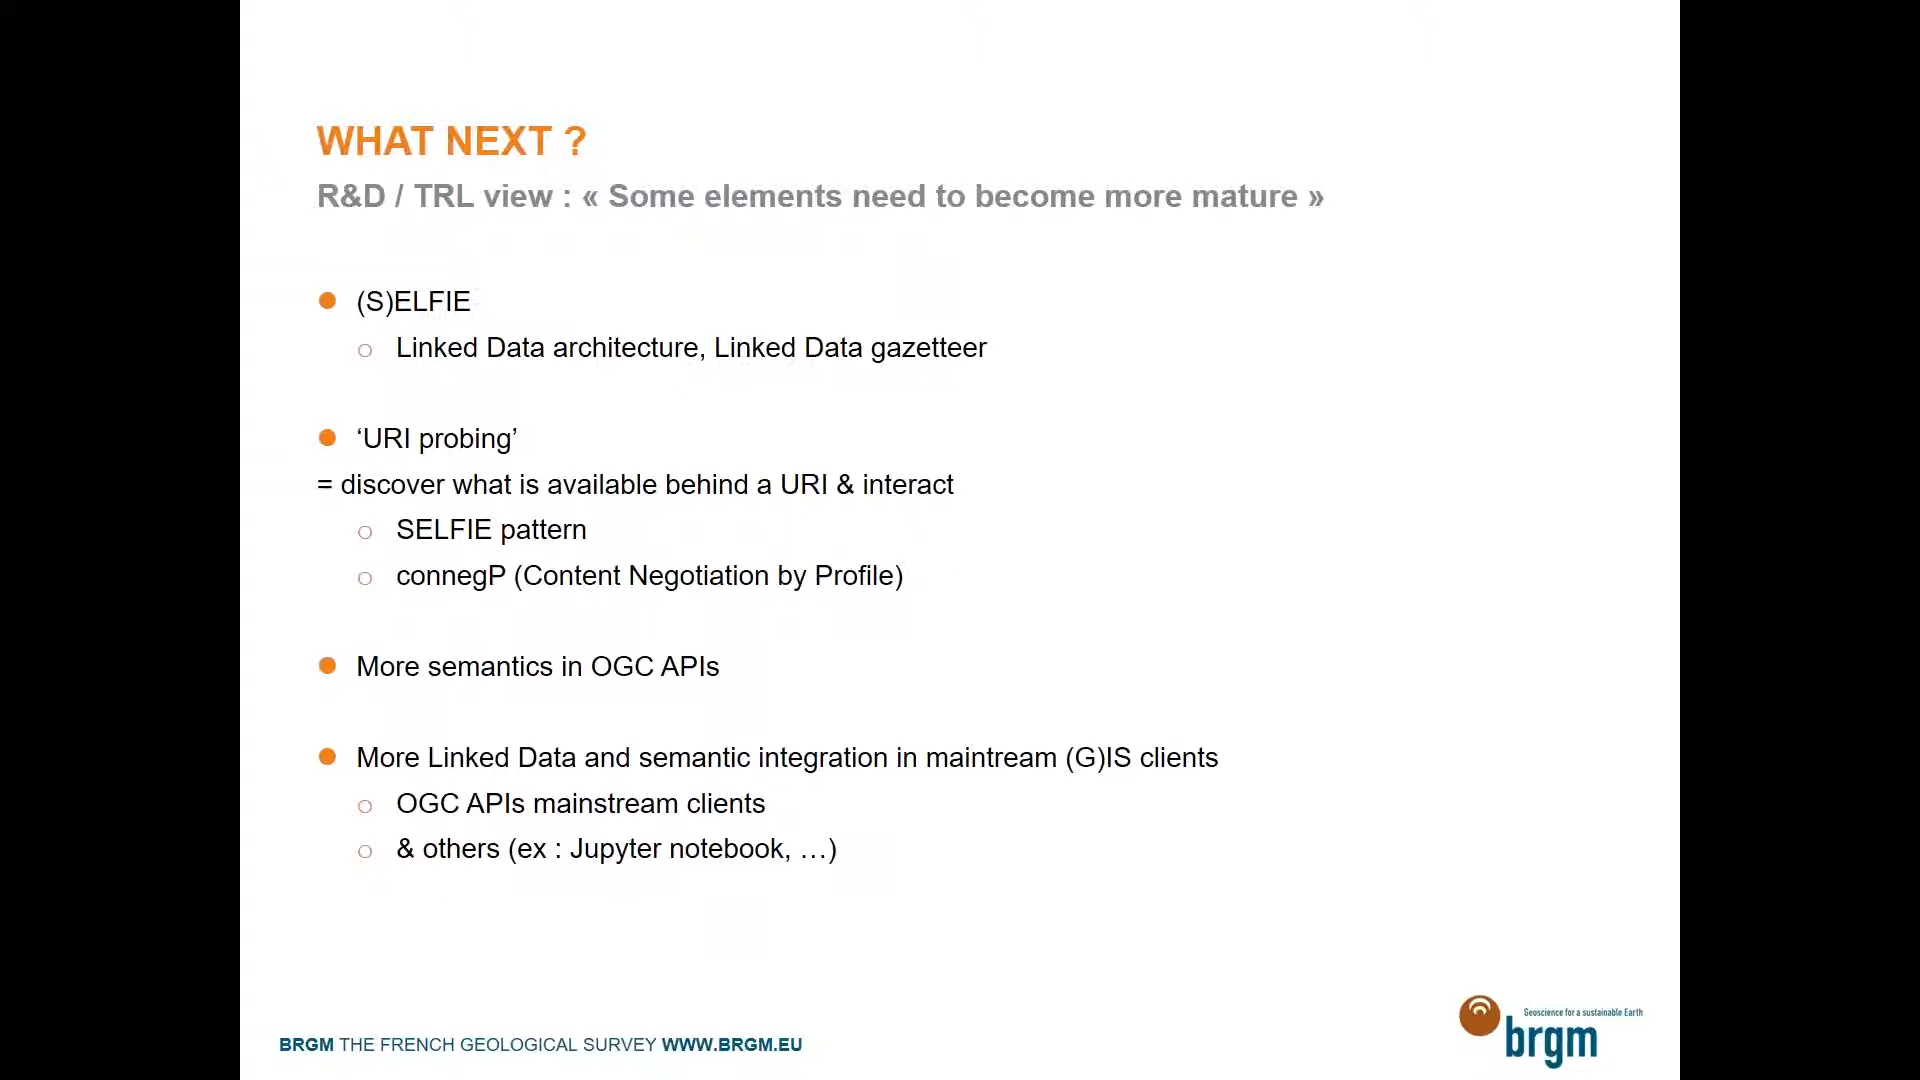 WHAT NEXT ?
R&D / TRL view : « Some elements need to become more mature »
(S)ELFIE
Linked Data architecture, Linked Data gazetteer
‘URI probing’
= discover what is available behind a URI & interact
SELFIE pattern
connegP (Content Negotiation by Profile)
More semantics in OGC APIs
More Linked Data and semantic integration in maintream (G)IS clients
OGC APIs mainstream clients
& others (ex : Jupyter notebook, …)
Geoscience for a sustainable Earth
brgm
BRGM THE FRENCH GEOLOGICAL SURVEY WWW.BRGM.EU